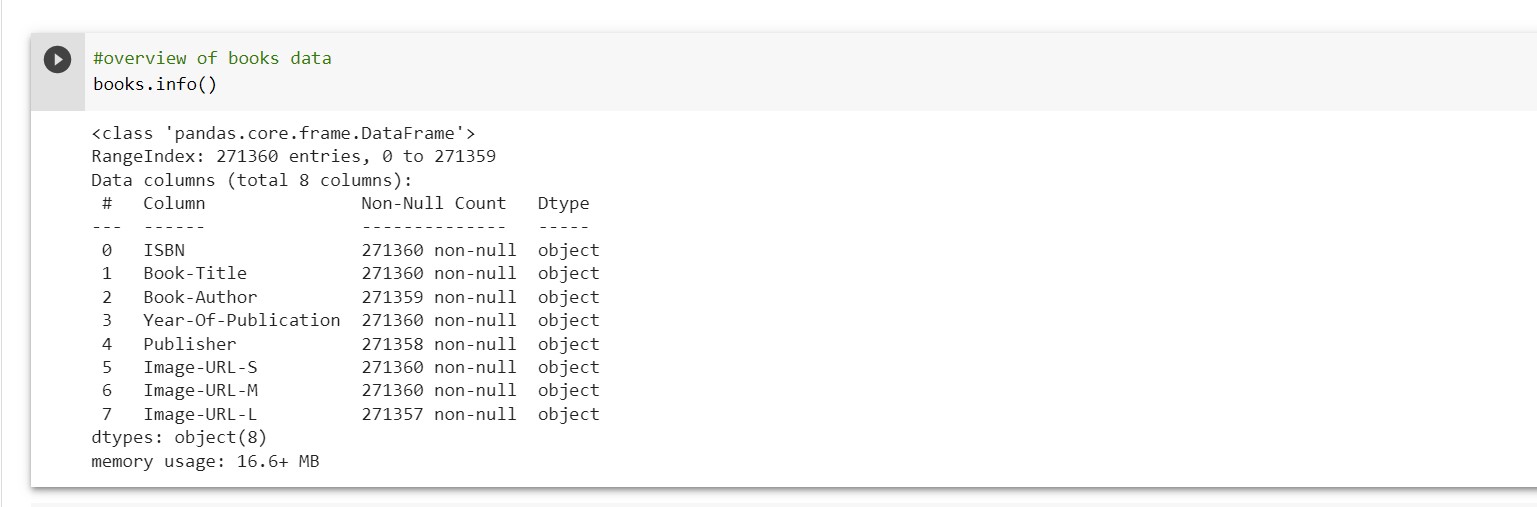 #overview of books data
books.info()
<class 'pandas.core.frame.DataFrame'>
RangeIndex: 271360 entries, 0 to 271359
Data columns (total 8 columns):
 #   Column               Non-Null Count   Dtype
---  ------               --------------   -----
 0   ISBN                 271360 non-null  object
 1   Book-Title           271360 non-null  object
 2   Book-Author          271359 non-null  object
 3   Year-Of-Publication  271360 non-null  object
 4   Publisher            271358 non-null  object
 5   Image-URL-S          271360 non-null  object
 6   Image-URL-M          271360 non-null  object
 7   Image-URL-L          271357 non-null  object
dtypes: object(8)
memory usage: 16.6+ MB